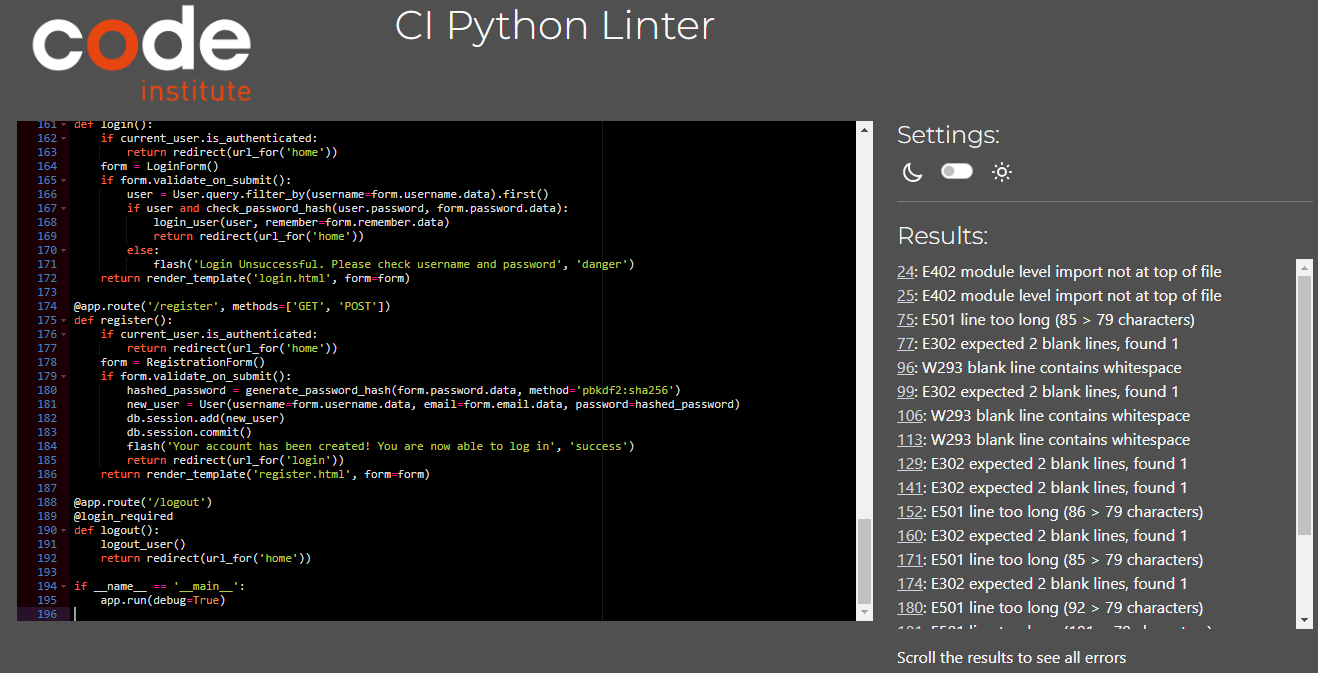 code
institute
CI Python Linter
161 def login():
162     if current_user.is_authenticated:
163         return redirect(url_for('home'))
164     form = LoginForm()
165     if form.validate_on_submit():
166         user = User.query.filter_by(username=form.username.data).first()
167         if user and check_password_hash(user.password, form.password.data):
168             login_user(user, remember=form.remember.data)
169             return redirect(url_for('home'))
170         else:
171             flash('Login Unsuccessful. Please check username and password', 'danger')
172     return render_template('login.html', form=form)
173
174 @app.route('/register', methods=['GET', 'POST'])
175 def register():
176     if current_user.is_authenticated:
177         return redirect(url_for('home'))
178     form = RegistrationForm()
179     if form.validate_on_submit():
180         hashed_password = generate_password_hash(form.password.data, method='pbkdf2:sha256')
181         new_user = User(username=form.username.data, email=form.email.data, password=hashed_password)
182         db.session.add(new_user)
183         db.session.commit()
184         flash('Your account has been created! You are now able to log in', 'success')
185         return redirect(url_for('login'))
186     return render_template('register.html', form=form)
187
188 @app.route('/logout')
189 @login_required
190 def logout():
191     logout_user()
192     return redirect(url_for('home'))
193
194 if __name__ == '__main__':
195     app.run(debug=True)
196
Settings:
Results:
24: E402 module level import not at top of file
25: E402 module level import not at top of file
75: E501 line too long (85 > 79 characters)
77: E302 expected 2 blank lines, found 1
96: W293 blank line contains whitespace
99: E302 expected 2 blank lines, found 1
106: W293 blank line contains whitespace
113: W293 blank line contains whitespace
129: E302 expected 2 blank lines, found 1
141: E302 expected 2 blank lines, found 1
152: E501 line too long (86 > 79 characters)
160: E302 expected 2 blank lines, found 1
171: E501 line too long (85 > 79 characters)
174: E302 expected 2 blank lines, found 1
180: E501 line too long (92 > 79 characters)
181: E501 line too long (101 > 79 characters)
Scroll the results to see all errors